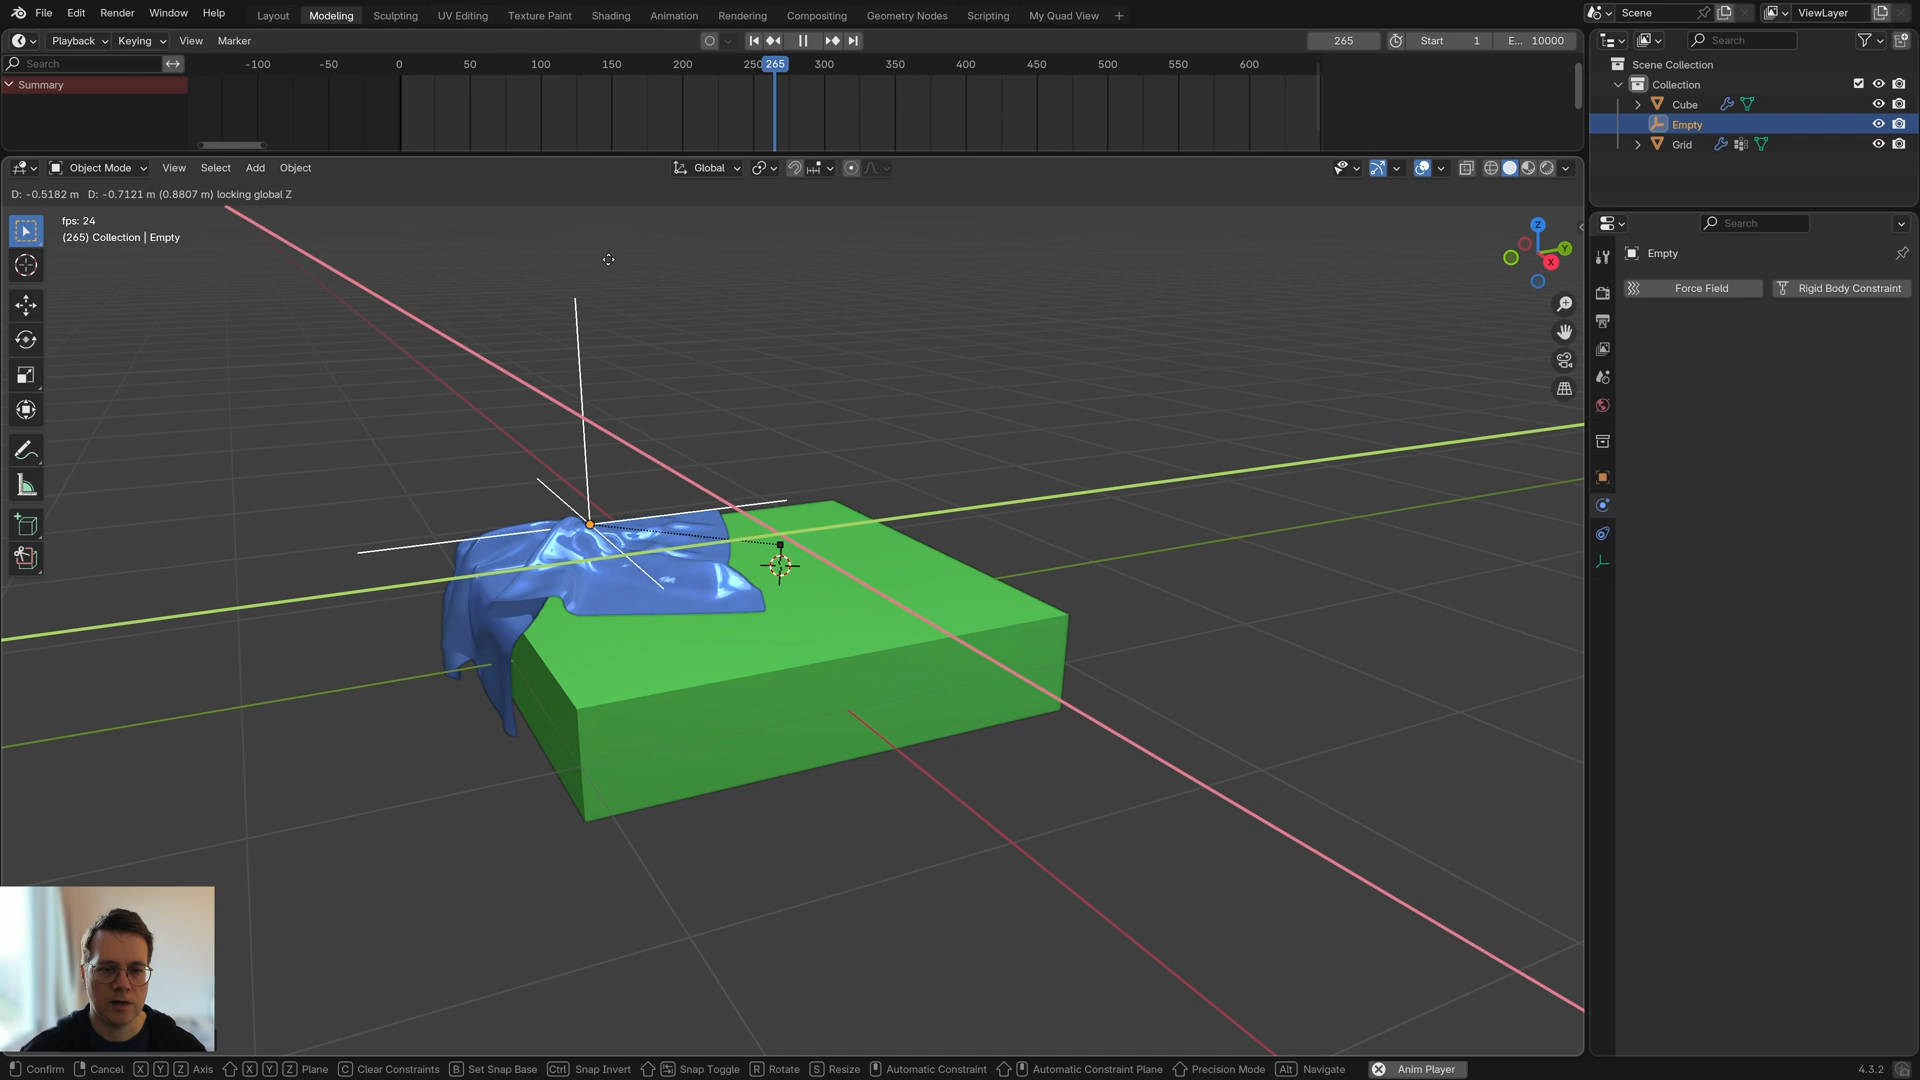 File Edit Render Window Help
Layout Modeling Sculpting UV Editing Texture Paint Shading Animation Rendering Compositing Geometry Nodes Scripting My Quad View +
Scene
ViewLayer
Playback Keying View Marker
265
Start 1
E... 10000
Search
Search
-100 -50 0 50 100 150 200 250 265 300 350 400 450 500 550 600
Summary
Scene Collection
Collection
Cube
Empty
Grid
Object Mode View Select Add Object
Global
D: -0.5182 m D: -0.7121 m (0.8807 m) locking global Z
fps: 24
(265) Collection | Empty
Z
Y
X
Search
Empty
Force Field
Rigid Body Constraint
Confirm Cancel X Y Z Axis X Y Z Plane C Clear Constraints B Set Snap Base Ctrl Snap Invert Snap Toggle R Rotate S Resize Automatic Constraint Automatic Constraint Plane Precision Mode Alt Navigate Anim Player
4.3.2